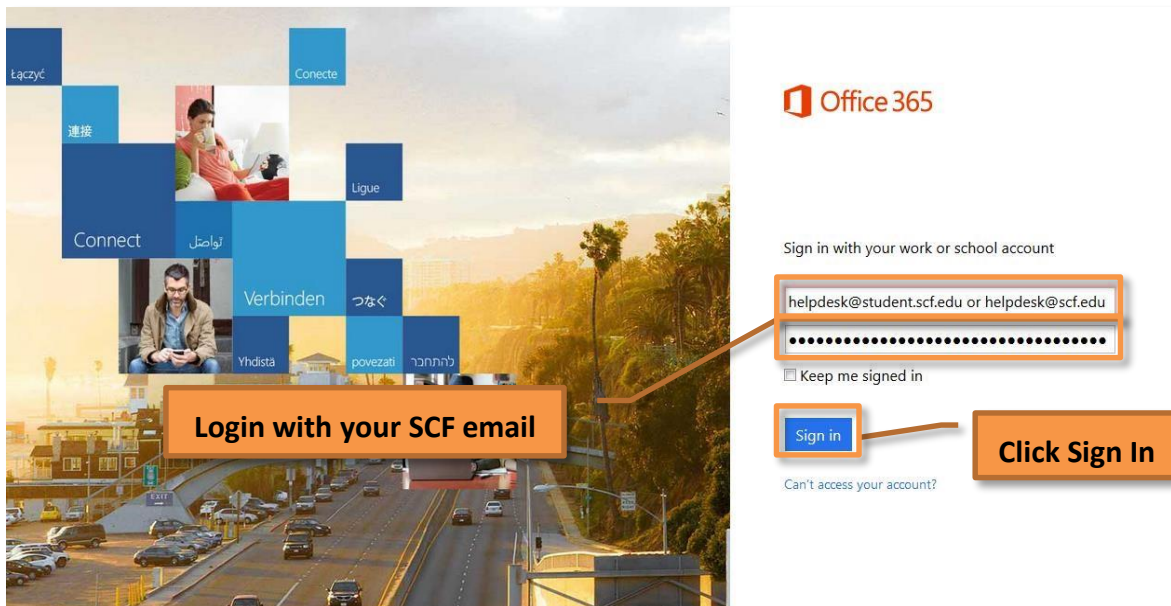 Łączyć
Conecte
連接
Ligue
Connect
تواصَل
Verbinden
つなぐ
Yhdistä
povezati
להתחבר
EXIT
Login with your SCF email
Office 365
Sign in with your work or school account
helpdesk@student.scf.edu or helpdesk@scf.edu
Keep me signed in
Sign in
Click Sign In
Can't access your account?